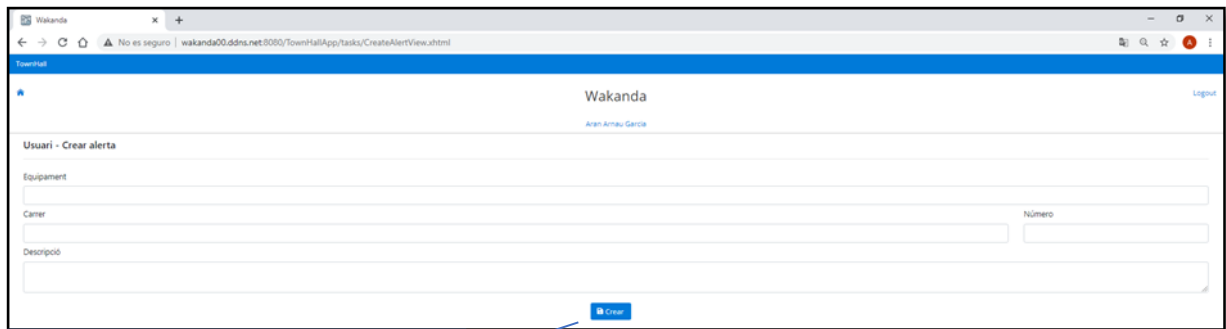 Wakanda
No es seguro | wakanda00.ddns.net:8080/TownHallApp/tasks/CreateAlertView.xhtml
A
TownHall
Wakanda
Logout
Aran Arnau Garcia
Usuari - Crear alerta
Equipament
Carrer
Número
Descripció
Crear